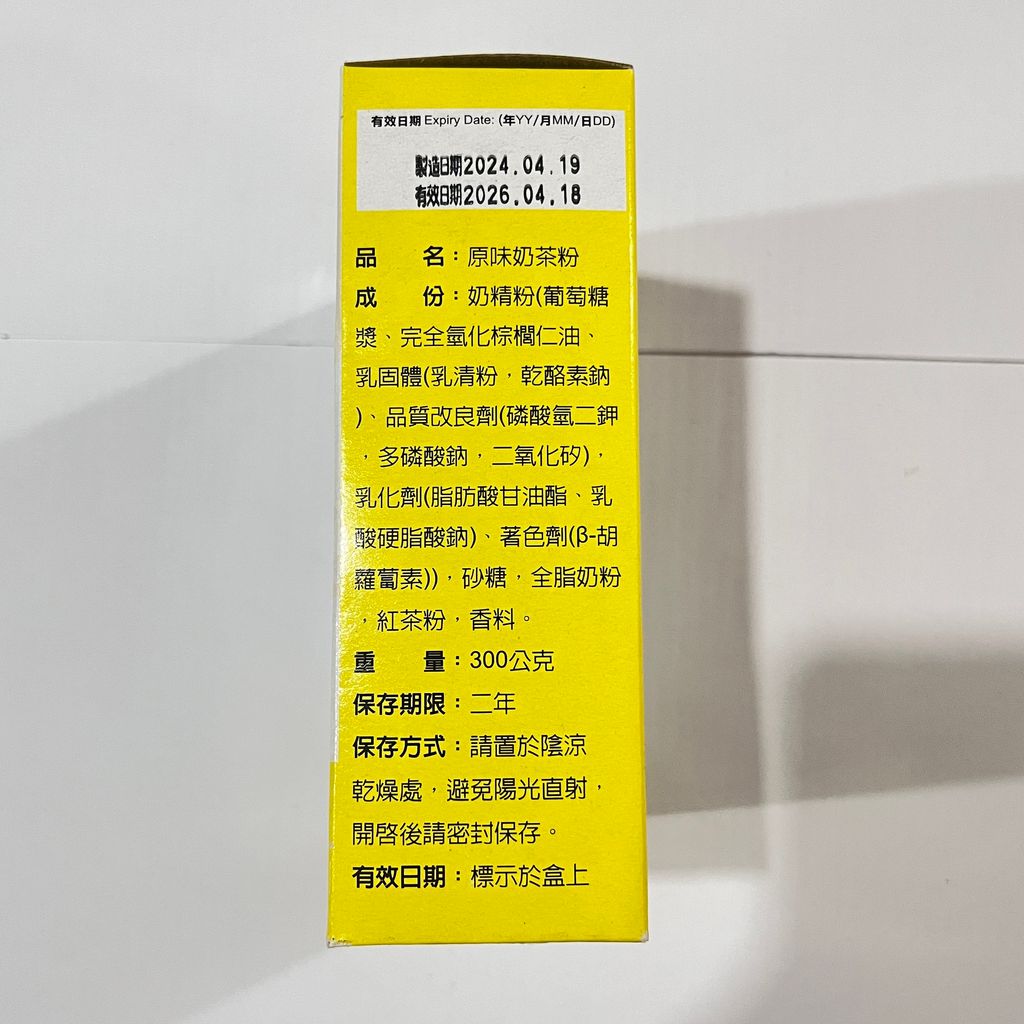 有效日期 Expiry Date: (年YY/月MM/日DD)
製造日期2024.04.19
有效日期2026.04.18
品　　名：原味奶茶粉
成　　份：奶精粉(葡萄糖
漿、完全氫化棕櫚仁油、
乳固體(乳清粉，乾酪素鈉
)、品質改良劑(磷酸氫二鉀
，多磷酸鈉，二氧化矽)，
乳化劑(脂肪酸甘油酯、乳
酸硬脂酸鈉)、著色劑(β-胡
蘿蔔素))，砂糖，全脂奶粉
，紅茶粉，香料。
重　　量：300公克
保存期限：二年
保存方式：請置於陰涼
乾燥處，避免陽光直射，
開啓後請密封保存。
有效日期：標示於盒上